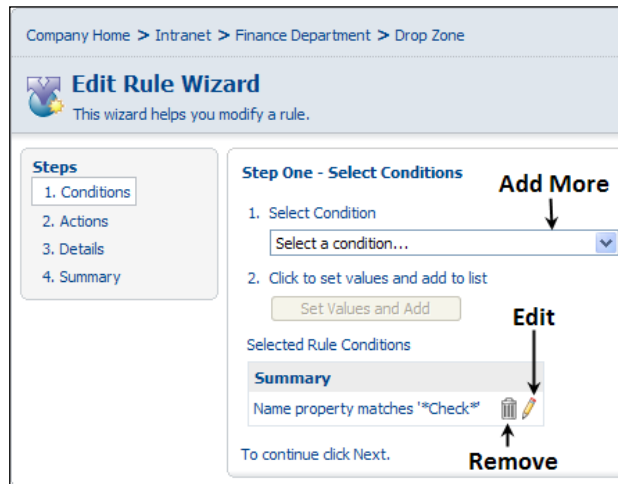 Company Home > Intranet > Finance Department > Drop Zone
Edit Rule Wizard
This wizard helps you modify a rule.
Steps
1. Conditions
2. Actions
3. Details
4. Summary
Step One - Select Conditions
Add More
1. Select Condition
Select a condition...
2. Click to set values and add to list
Set Values and Add
Edit
Selected Rule Conditions
Summary
Name property matches '*Check*'
To continue click Next.
Remove